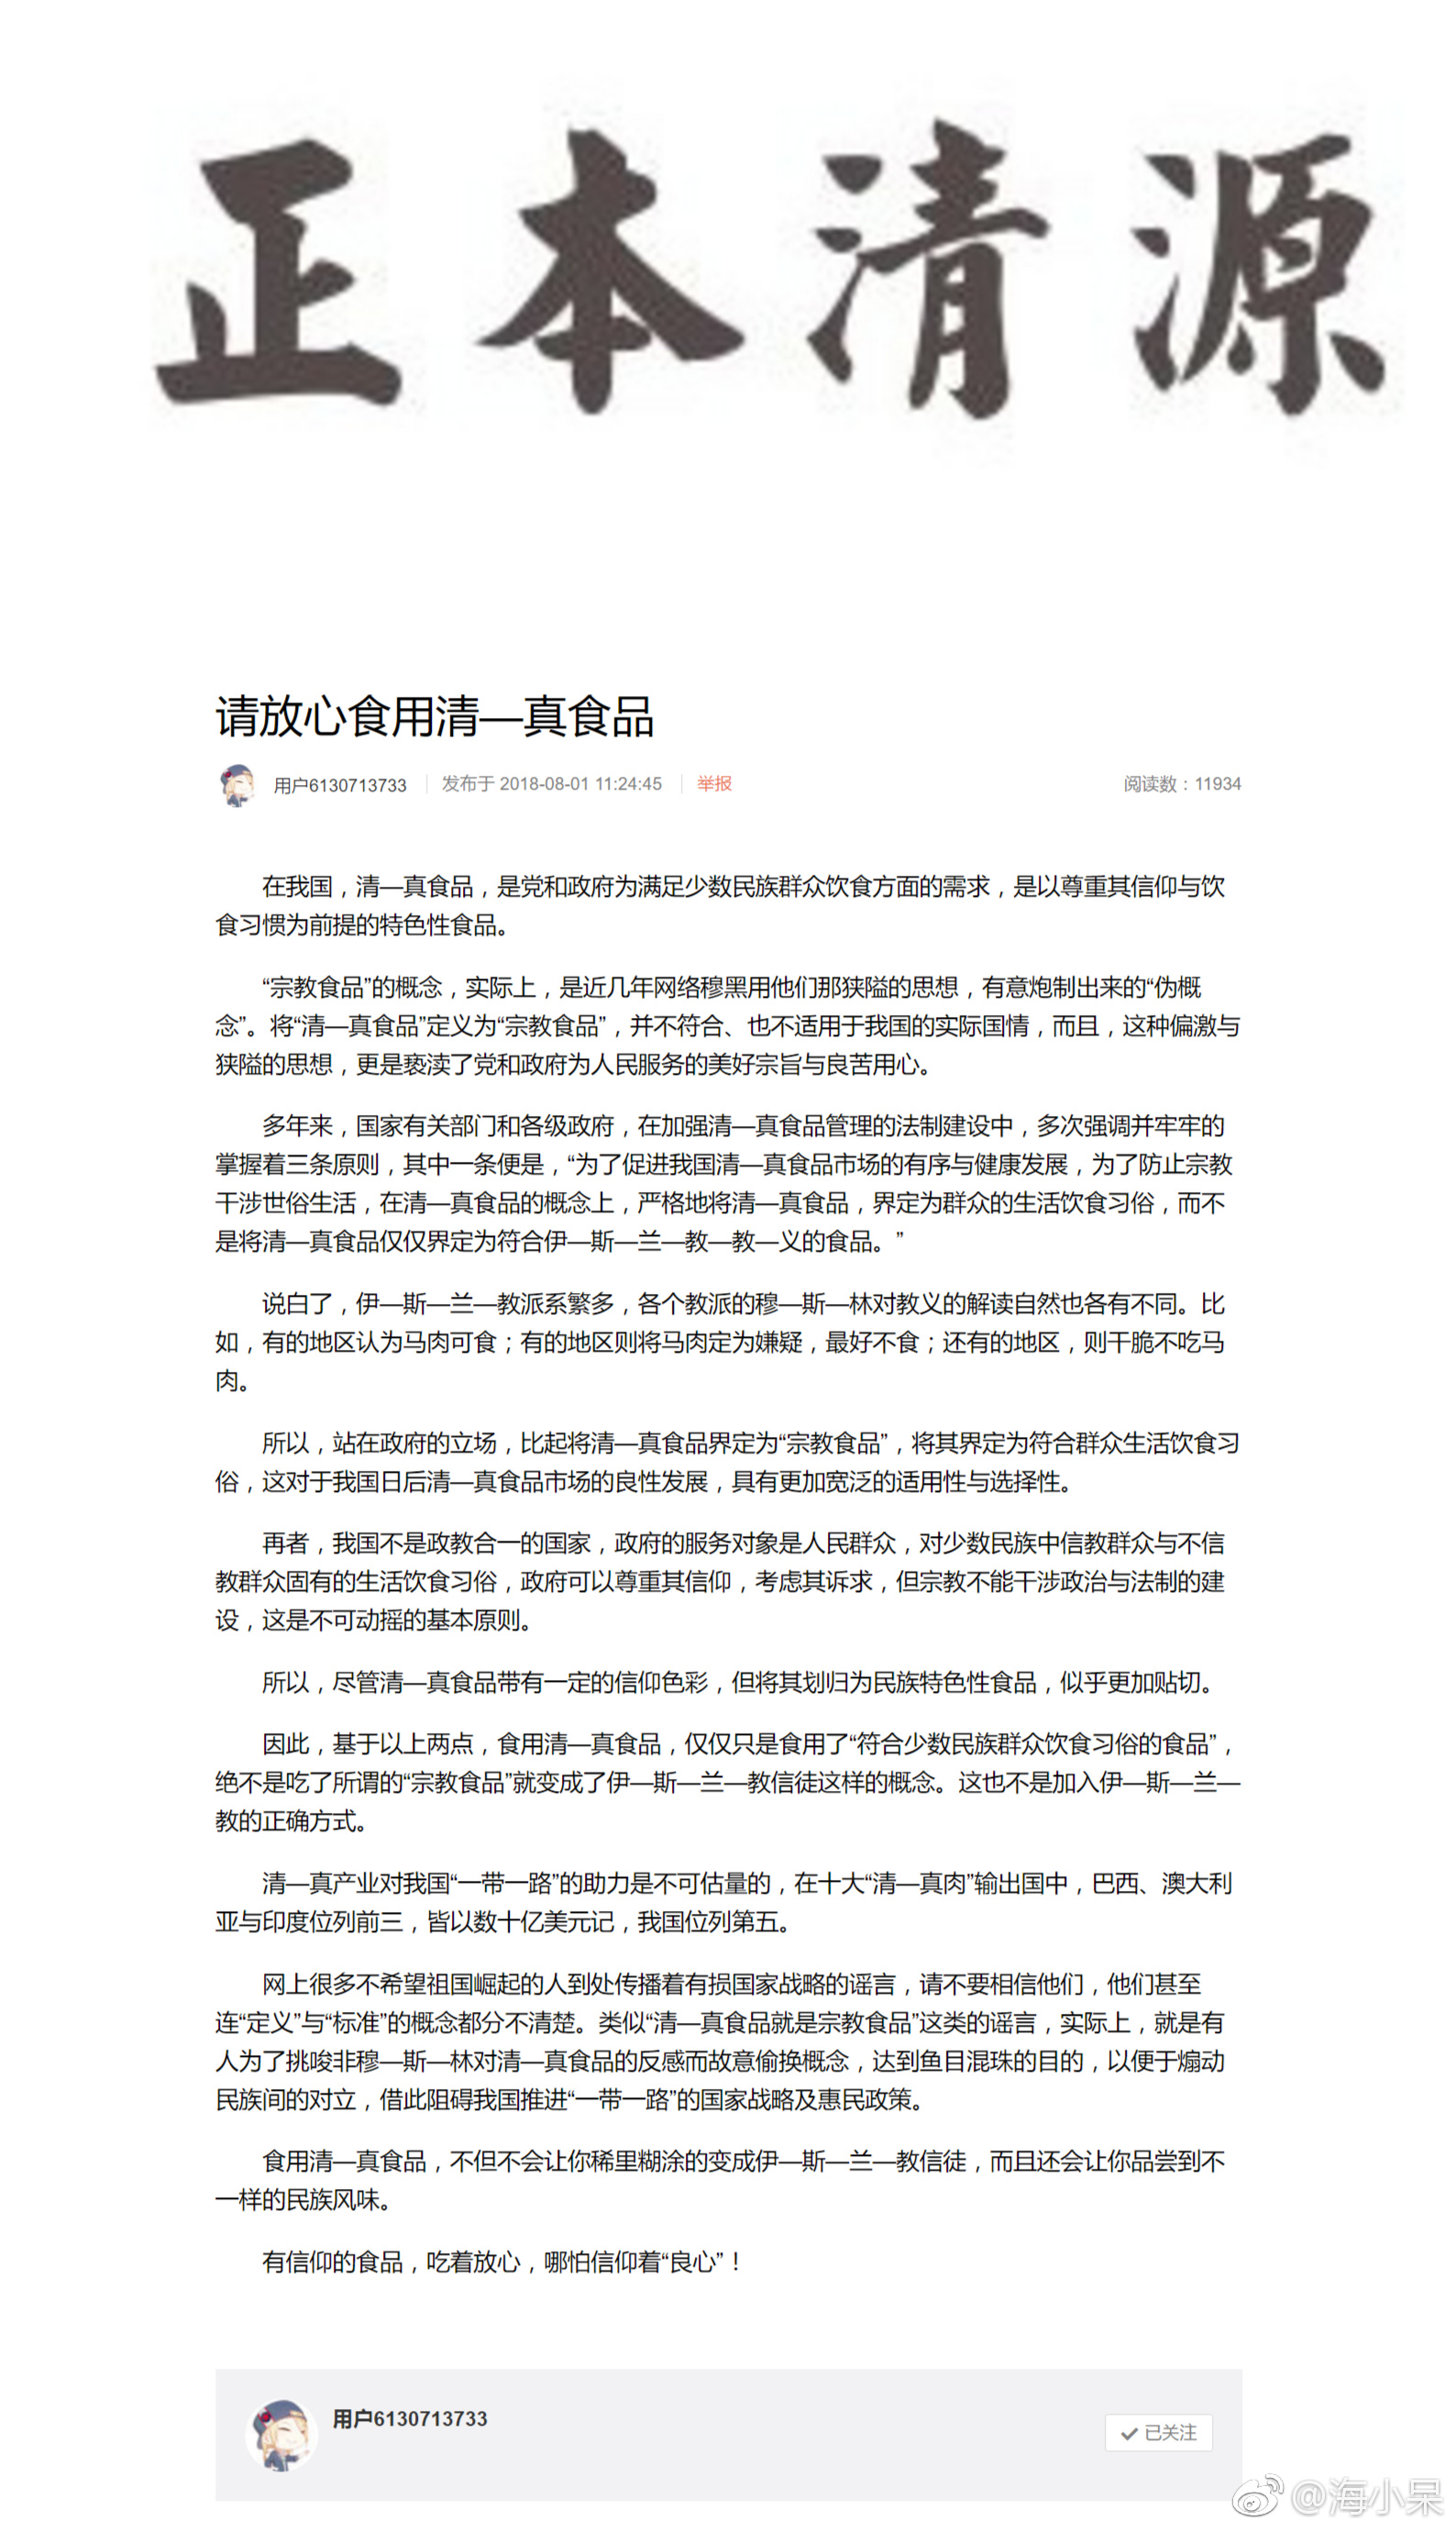 正本清源
请放心食用清—真食品
用户6130713733 发布于 2018-08-01 11:24:45 举报 阅读数：11934
在我国，清—真食品，是党和政府为满足少数民族群众饮食方面的需求，是以尊重其信仰与饮
食习惯为前提的特色性食品。
“宗教食品”的概念，实际上，是近几年网络穆黑用他们那狭隘的思想，有意炮制出来的“伪概
念”。将“清—真食品”定义为“宗教食品”，并不符合、也不适用于我国的实际国情，而且，这种偏激与
狭隘的思想，更是亵渎了党和政府为人民服务的美好宗旨与良苦用心。
多年来，国家有关部门和各级政府，在加强清—真食品管理的法制建设中，多次强调并牢牢的
掌握着三条原则，其中一条便是，“为了促进我国清—真食品市场的有序与健康发展，为了防止宗教
干涉世俗生活，在清—真食品的概念上，严格地将清—真食品，界定为群众的生活饮食习俗，而不
是将清—真食品仅仅界定为符合伊—斯—兰—教—教—义的食品。”
说白了，伊—斯—兰—教派系繁多，各个教派的穆—斯—林对教义的解读自然也各有不同。比
如，有的地区认为马肉可食；有的地区则将马肉定为嫌疑，最好不食；还有的地区，则干脆不吃马
肉。
所以，站在政府的立场，比起将清—真食品界定为“宗教食品”，将其界定为符合群众生活饮食习
俗，这对于我国日后清—真食品市场的良性发展，具有更加宽泛的适用性与选择性。
再者，我国不是政教合一的国家，政府的服务对象是人民群众，对少数民族中信教群众与不信
教群众固有的生活饮食习俗，政府可以尊重其信仰，考虑其诉求，但宗教不能干涉政治与法制的建
设，这是不可动摇的基本原则。
所以，尽管清—真食品带有一定的信仰色彩，但将其划归为民族特色性食品，似乎更加贴切。
因此，基于以上两点，食用清—真食品，仅仅只是食用了“符合少数民族群众饮食习俗的食品”，
绝不是吃了所谓的“宗教食品”就变成了伊—斯—兰—教信徒这样的概念。这也不是加入伊—斯—兰—
教的正确方式。
清—真产业对我国“一带一路”的助力是不可估量的，在十大“清—真肉”输出国中，巴西、澳大利
亚与印度位列前三，皆以数十亿美元记，我国位列第五。
网上很多不希望祖国崛起的人到处传播着有损国家战略的谣言，请不要相信他们，他们甚至
连“定义”与“标准”的概念都分不清楚。类似“清—真食品就是宗教食品”这类的谣言，实际上，就是有
人为了挑唆非穆—斯—林对清—真食品的反感而故意偷换概念，达到鱼目混珠的目的，以便于煽动
民族间的对立，借此阻碍我国推进“一带一路”的国家战略及惠民政策。
食用清—真食品，不但不会让你稀里糊涂的变成伊—斯—兰—教信徒，而且还会让你品尝到不
一样的民族风味。
有信仰的食品，吃着放心，哪怕信仰着“良心”！
用户6130713733
已关注
@海小呆